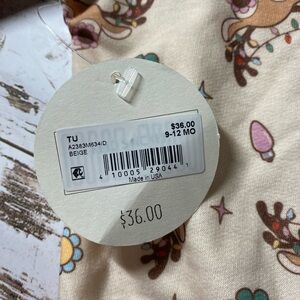 TU
$36.00
A2383M634/D
9-12 MO
BEIGE
4 10005 29044 1
Made in USA
$36.00